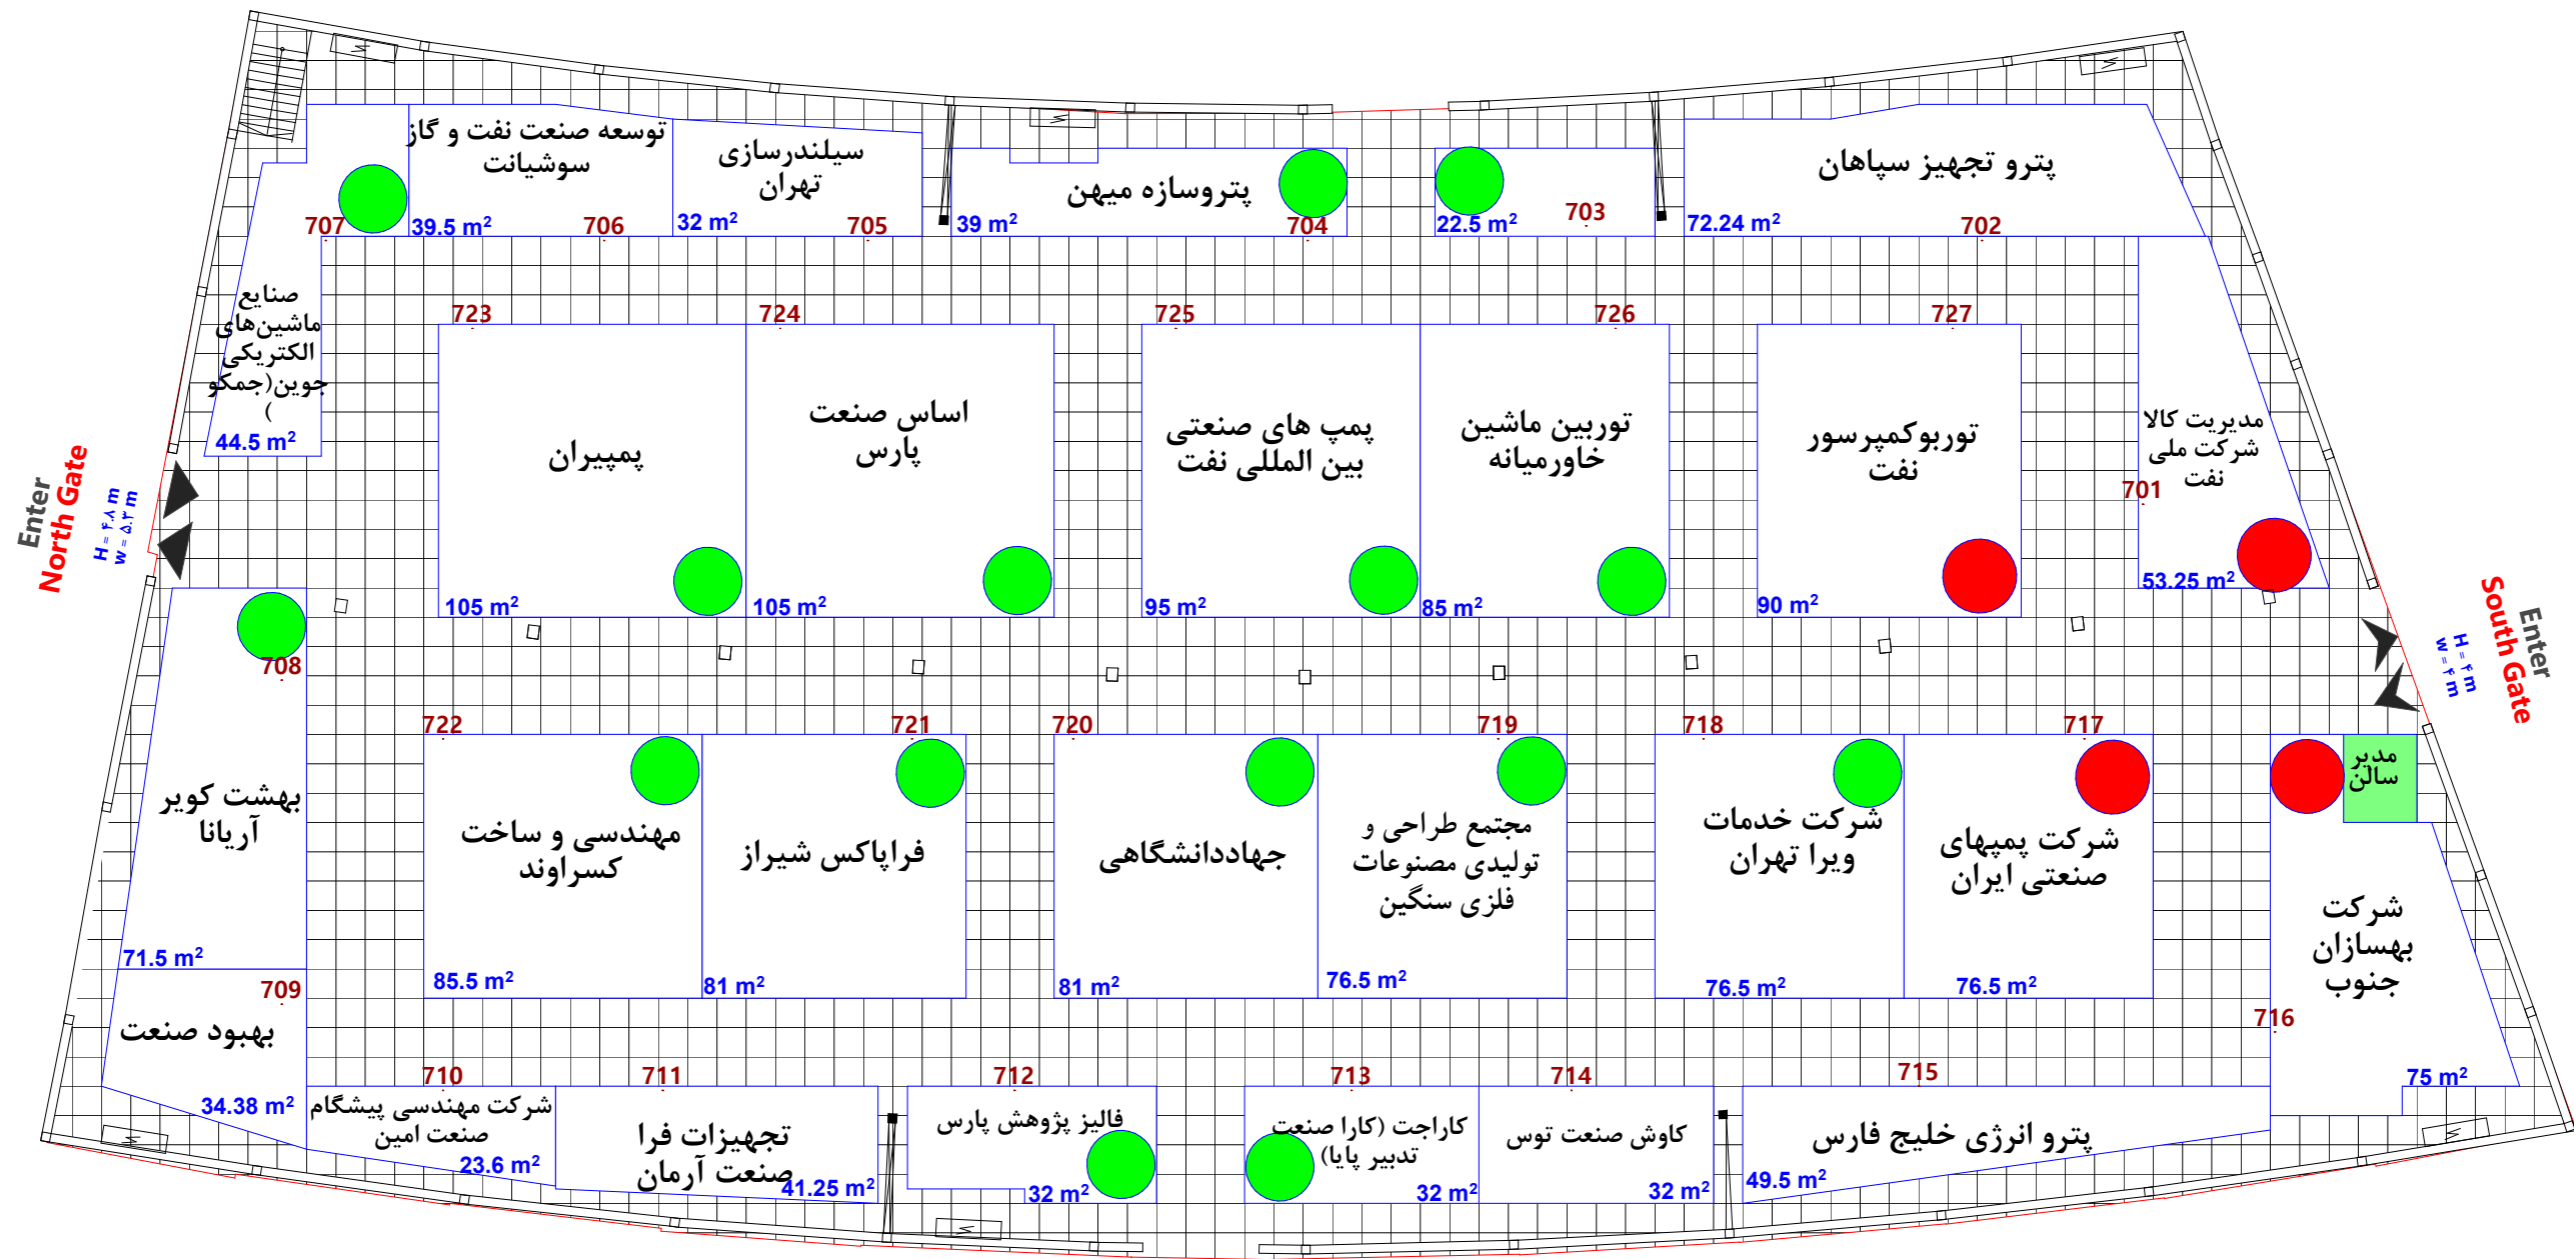 توسعه صنعت نفت و گاز
سوشیانت
39.5 m²
706
707
سیلندرسازی
تهران
32 m²
705
پتروسازه میهن
39 m²
704
22.5 m²
703
پترو تجهیز سپاهان
72.24 m²
702
صنایع
ماشین‌های
الکتریکی
جوین(جمکو
)
44.5 m²
723
پمپیران
105 m²
724
اساس صنعت
پارس
105 m²
725
پمپ های صنعتی
بین المللی نفت
95 m²
726
توربین ماشین
خاورمیانه
85 m²
727
توربوکمپرسور
نفت
90 m²
مدیریت کالا
شرکت ملی
نفت
701
53.25 m²
Enter
North Gate
H = ۴.۸ m
w = ۵.۳ m
Enter
South Gate
H = ۴ m
w = ۴ m
708
بهشت کویر
آریانا
71.5 m²
722
مهندسی و ساخت
کسراوند
85.5 m²
721
فراپاکس شیراز
81 m²
720
جهاددانشگاهی
81 m²
719
مجتمع طراحی و
تولیدی مصنوعات
فلزی سنگین
76.5 m²
718
شرکت خدمات
ویرا تهران
76.5 m²
717
شرکت پمپهای
صنعتی ایران
76.5 m²
مدیر
سالن
شرکت
بهسازان
جنوب
716
75 m²
709
بهبود صنعت
34.38 m²
710
شرکت مهندسی پیشگام
صنعت امین
23.6 m²
711
تجهیزات فرا
صنعت آرمان
41.25 m²
712
فالیز پژوهش پارس
32 m²
713
کاراجت (کارا صنعت
تدبیر پایا)
32 m²
714
کاوش صنعت توس
32 m²
715
پترو انرژی خلیج فارس
49.5 m²